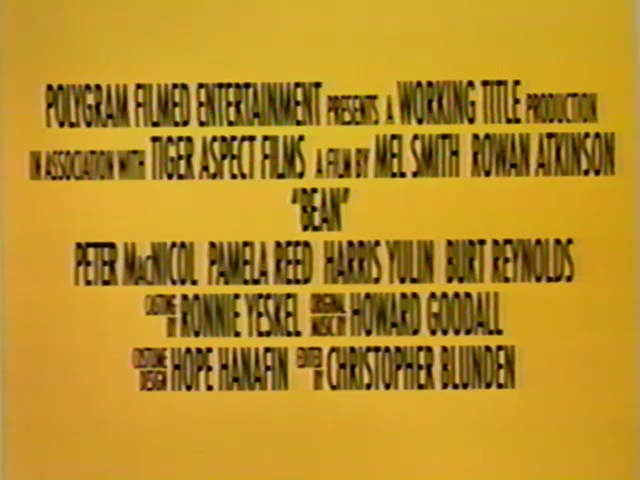 POLYGRAM FILMED ENTERTAINMENT PRESENTS A WORKING TITLE PRODUCTION
IN ASSOCIATION WITH TIGER ASPECT FILMS A FILM BY MEL SMITH ROWAN ATKINSON
"BEAN"
PETER MacNICOL PAMELA REED HARRIS YULIN BURT REYNOLDS
CASTING BY RONNIE YESKEL ORIGINAL MUSIC BY HOWARD GOODALL
COSTUME DESIGN HOPE HANAFIN EDITED BY CHRISTOPHER BLUNDEN